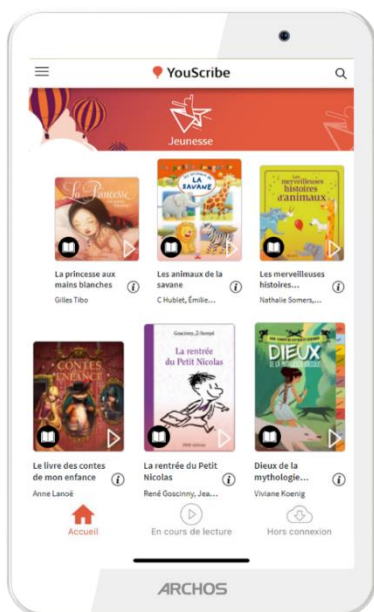 YouScribe
Jeunesse
La Princesse
LA
SAVANE
Les
merveilleuses
histoires
d'animaux
La princesse aux
mains blanches
Gilles Tibo
Les animaux de la
savane
C Hublet, Émilie...
Les merveilleuses
histoires...
Nathalie Somers,...
CONTES
ENFANCE
Goscinny & Sempé
La rentrée
du Petit Nicolas
DIEUX
Le livre des contes
de mon enfance
Anne Lanoë
La rentrée du Petit
Nicolas
René Goscinny, Jea...
Dieux de la
mythologie...
Viviane Koenig
Accueil
En cours de lecture
Hors connexion
ARCHOS